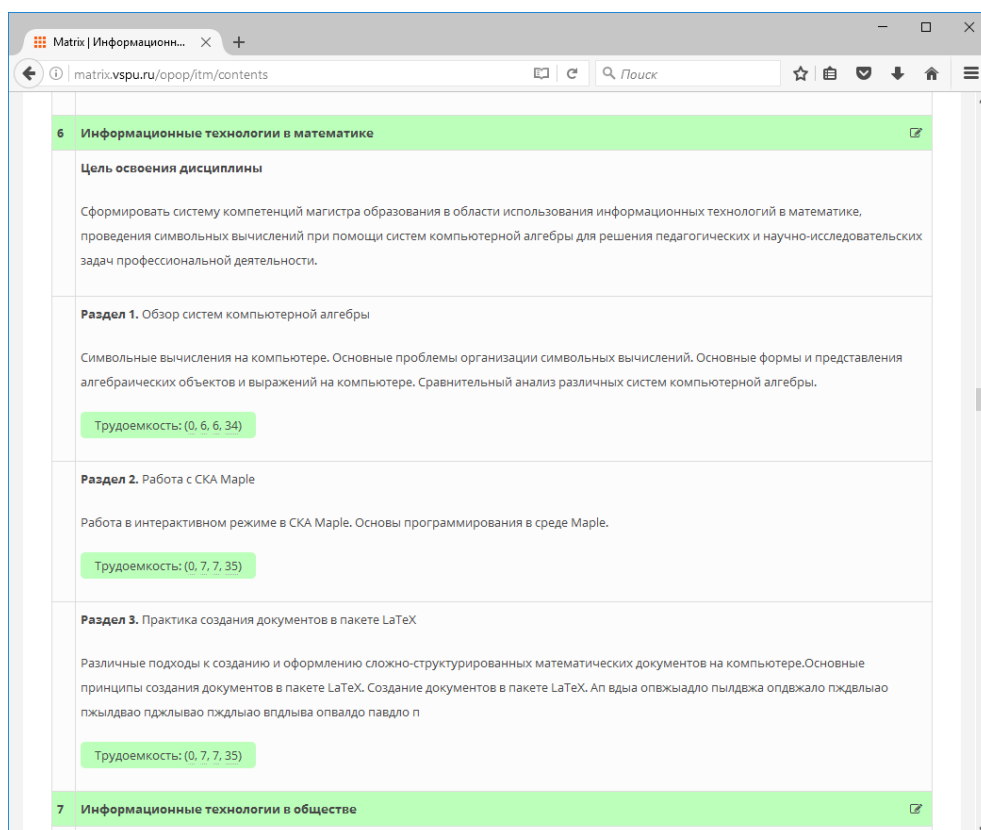 Matrix | Информационн...
matrix.vspu.ru/opop/itm/contents
Поиск
6 Информационные технологии в математике
Цель освоения дисциплины
Сформировать систему компетенций магистра образования в области использования информационных технологий в математике,
проведения символьных вычислений при помощи систем компьютерной алгебры для решения педагогических и научно-исследовательских
задач профессиональной деятельности.
Раздел 1. Обзор систем компьютерной алгебры
Символьные вычисления на компьютере. Основные проблемы организации символьных вычислений. Основные формы и представления
алгебраических объектов и выражений на компьютере. Сравнительный анализ различных систем компьютерной алгебры.
Трудоемкость: (0, 6, 6, 34)
Раздел 2. Работа с СКА Maple
Работа в интерактивном режиме в СКА Maple. Основы программирования в среде Maple.
Трудоемкость: (0, 7, 7, 35)
Раздел 3. Практика создания документов в пакете LaTeX
Различные подходы к созданию и оформлению сложно-структурированных математических документов на компьютере.Основные
принципы создания документов в пакете LaTeX. Создание документов в пакете LaTeX. Ап вдыа опвжыадло пылдвжа опдвжало пждвлыао
пжылдвао пджлывао пждлыао впдлыва опвалдо павдло п
Трудоемкость: (0, 7, 7, 35)
7 Информационные технологии в обществе